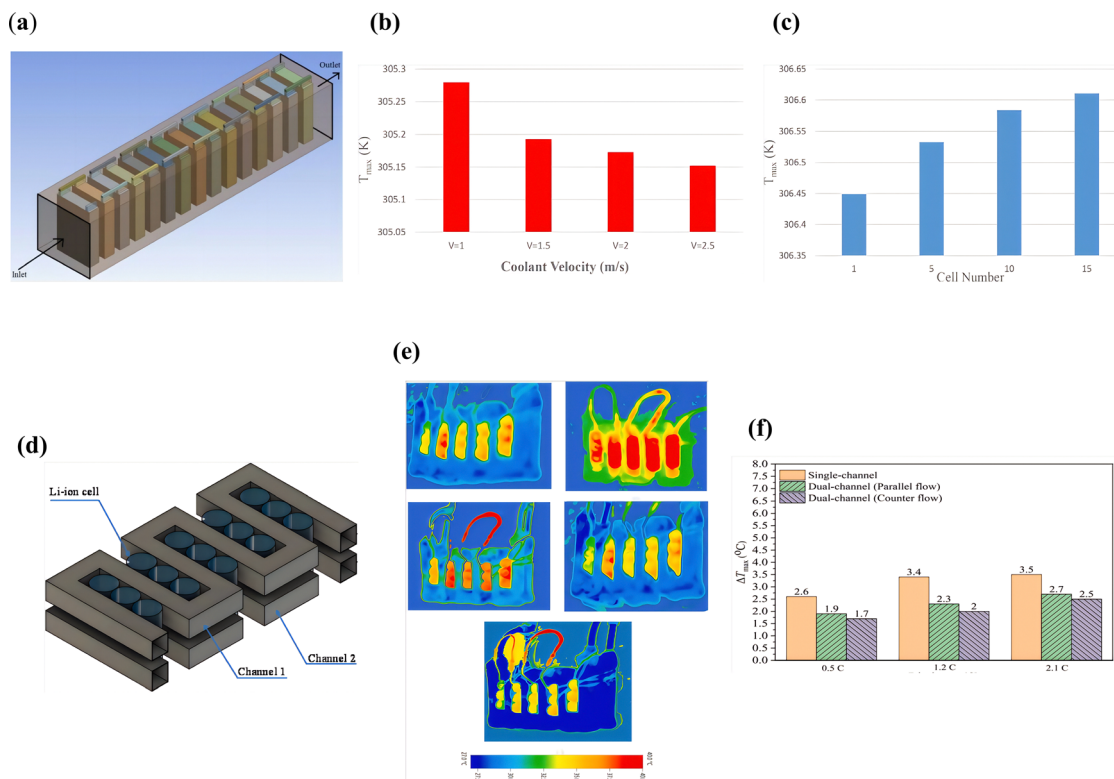 (a)
Outlet
Inlet
(b)
305.3
305.25
305.2
305.15
305.1
305.05
T_max (K)
V=1
V=1.5
V=2
V=2.5
Coolant Velocity (m/s)
(c)
306.65
306.6
306.55
306.5
306.45
306.4
306.35
T_max (K)
1
5
10
15
Cell Number
(d)
Li-ion cell
Channel 1
Channel 2
(e)
(f)
8.0
7.5
7.0
6.5
6.0
5.5
5.0
4.5
4.0
3.5
3.0
2.5
2.0
1.5
1.0
0.5
0.0
ΔT_max (⁰C)
Single-channel
Dual-channel (Parallel flow)
Dual-channel (Counter flow)
2.6
1.9
1.7
3.4
2.3
2
3.5
2.7
2.5
0.5 C
1.2 C
2.1 C